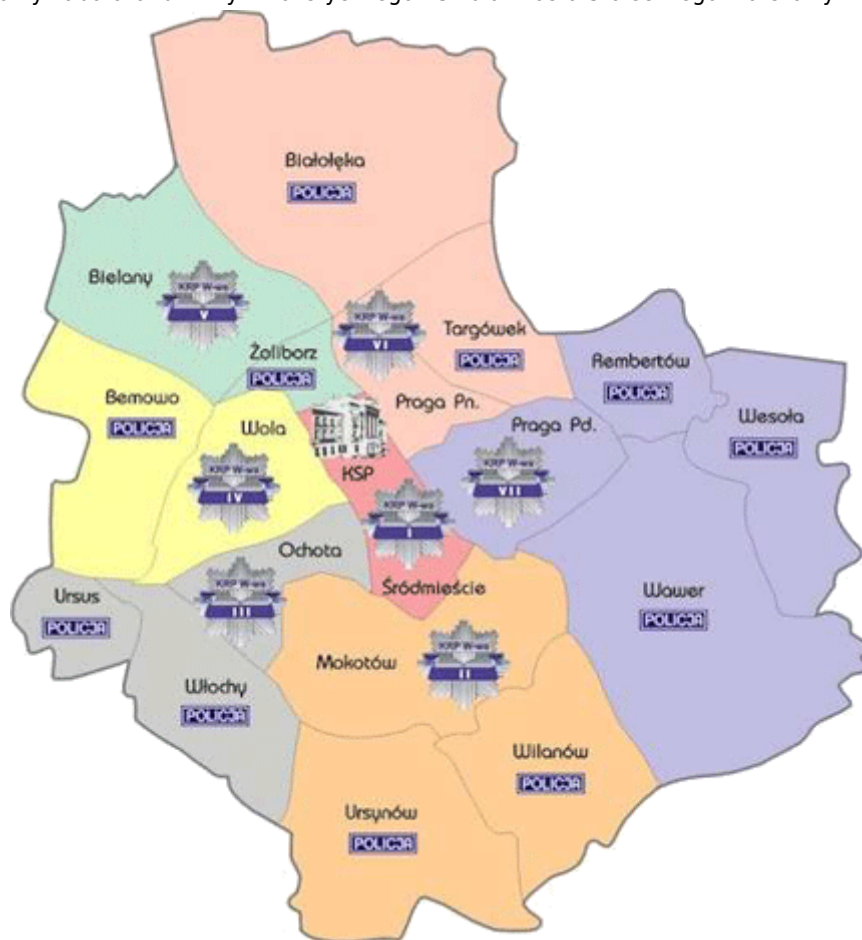 Białołęka
POLICJA
Bielany
KRP W-wa
V
KRP W-wa
VI
Targówek
POLICJA
Żoliborz
POLICJA
Rembertów
POLICJA
Bemowo
POLICJA
Praga Pn.
Wesoła
POLICJA
Wola
KRP W-wa
IV
Praga Pd.
KRP W-wa
VII
KSP
KRP W-wa
I
Śródmieście
Ochota
KRP W-wa
III
Ursus
POLICJA
Wawer
POLICJA
Mokotów
KRP W-wa
II
Włochy
POLICJA
Wilanów
POLICJA
Ursynów
POLICJA